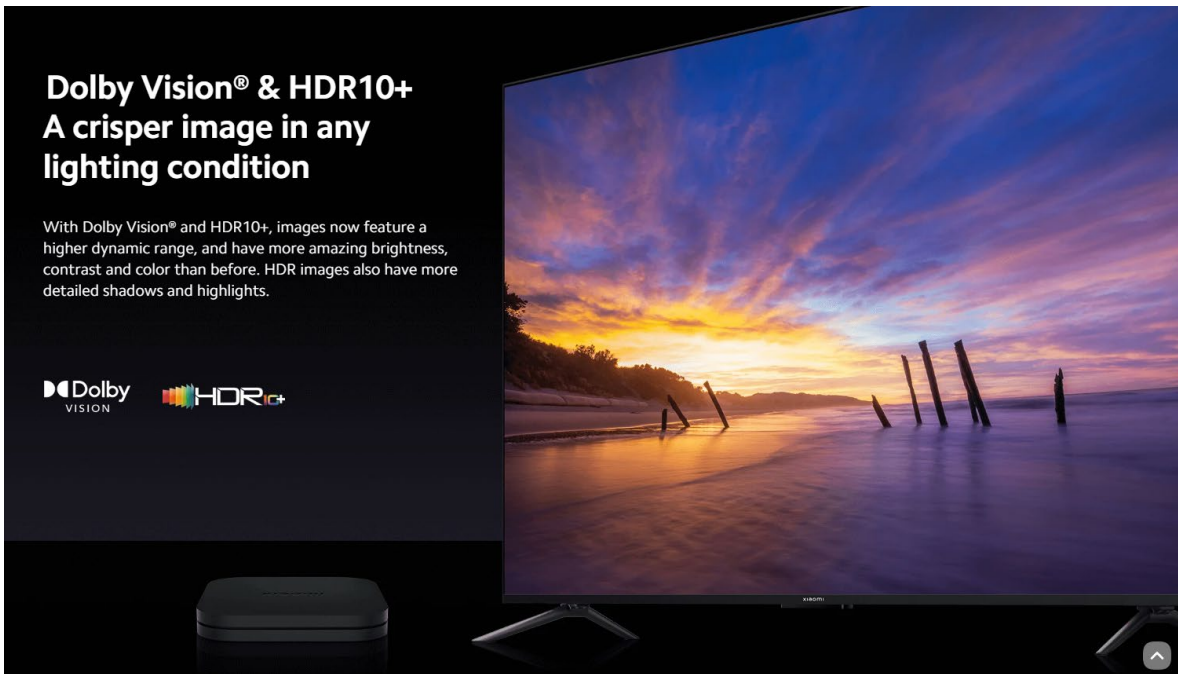 Dolby Vision® & HDR10+
A crisper image in any
lighting condition
With Dolby Vision® and HDR10+, images now feature a
higher dynamic range, and have more amazing brightness,
contrast and color than before. HDR images also have more
detailed shadows and highlights.
Dolby
VISION
HDR10+
XIAOMI